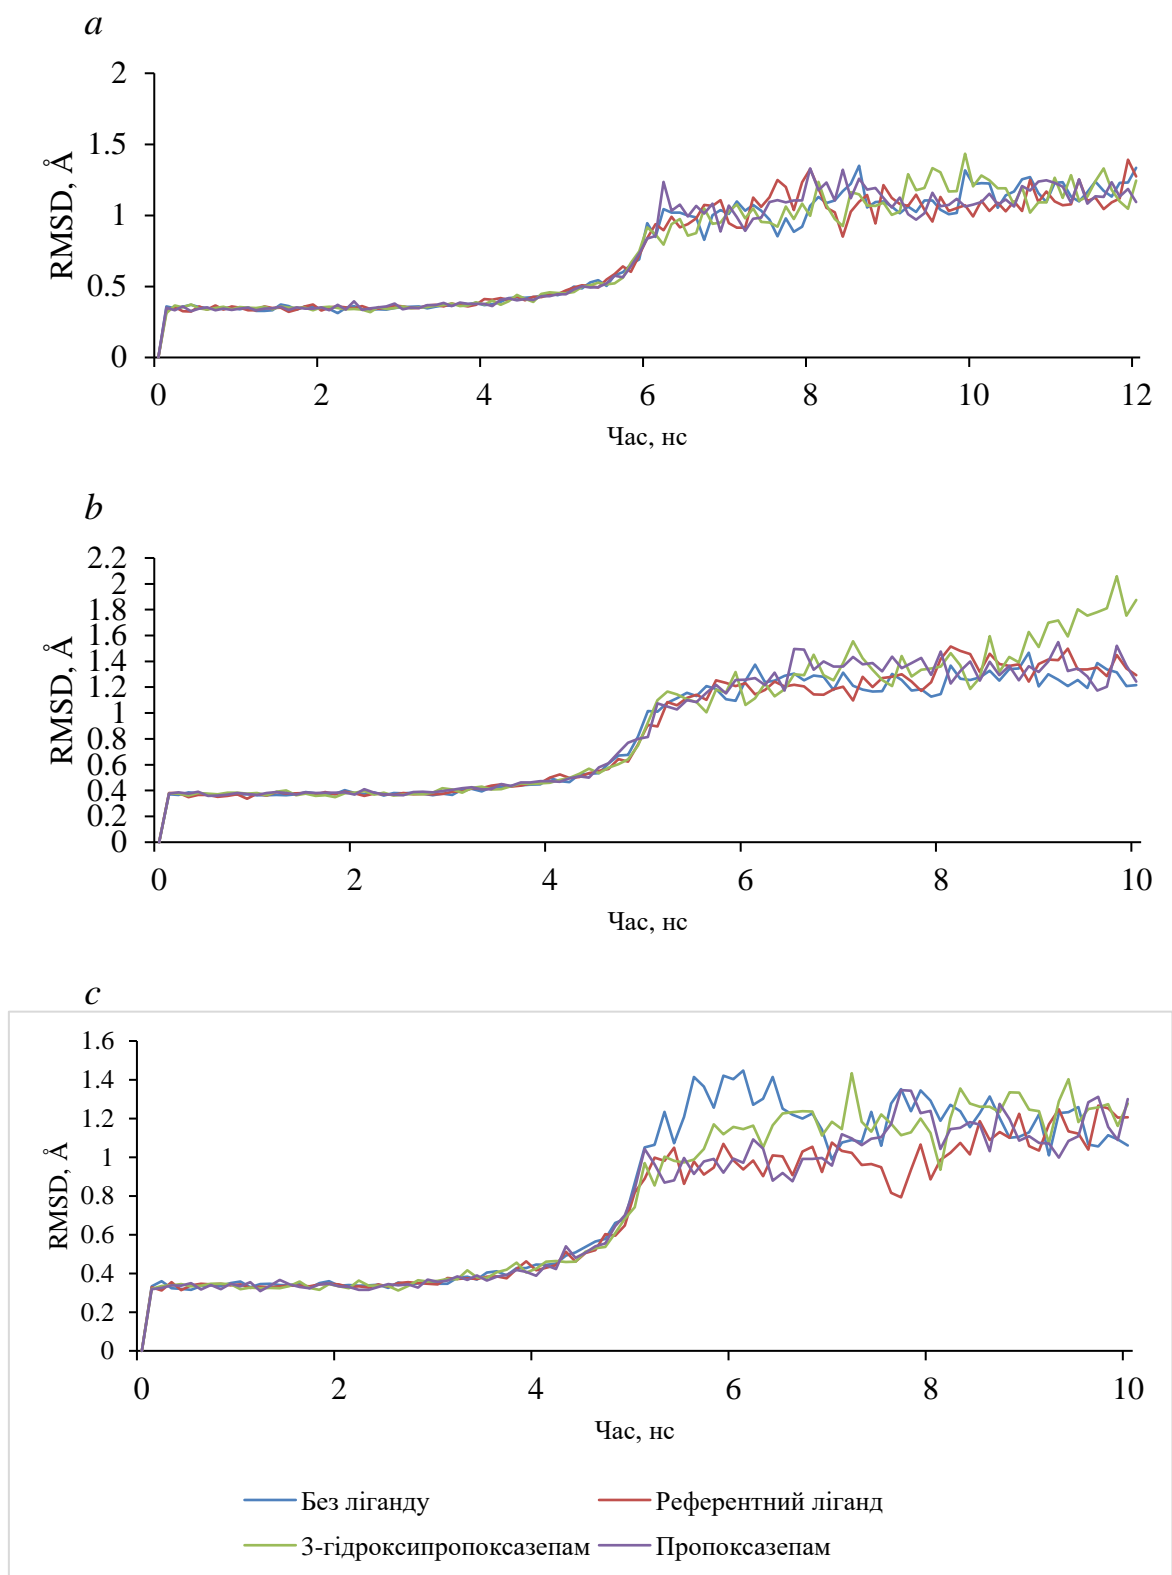 a
2
1.5
1
0.5
0
RMSD, Å
0 2 4 6 8 10 12
Час, нс
b
2.2
2
1.8
1.6
1.4
1.2
1
0.8
0.6
0.4
0.2
0
RMSD, Å
0 2 4 6 8 10
Час, нс
c
1.6
1.4
1.2
1
0.8
0.6
0.4
0.2
0
RMSD, Å
0 2 4 6 8 10
Час, нс
Без ліганду Референтний ліганд
3-гідроксипропоксазепам Пропоксазепам